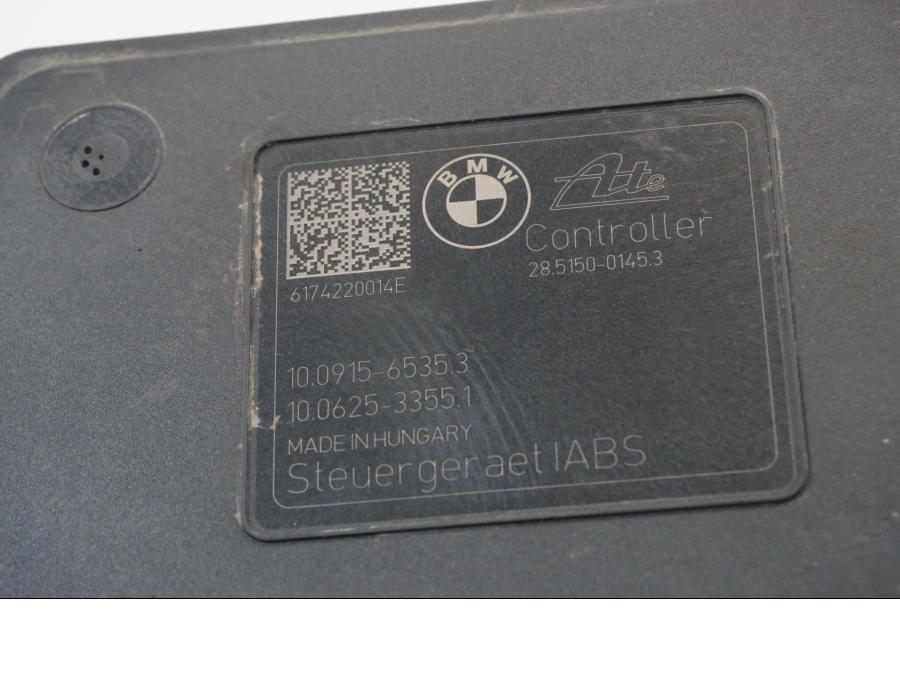 BMW
Ate
Controller
28.5150-0145.3
6174220014E
10.0915-6535.3
10.0625-3355.1
MADE IN HUNGARY
Steuergeraet IABS